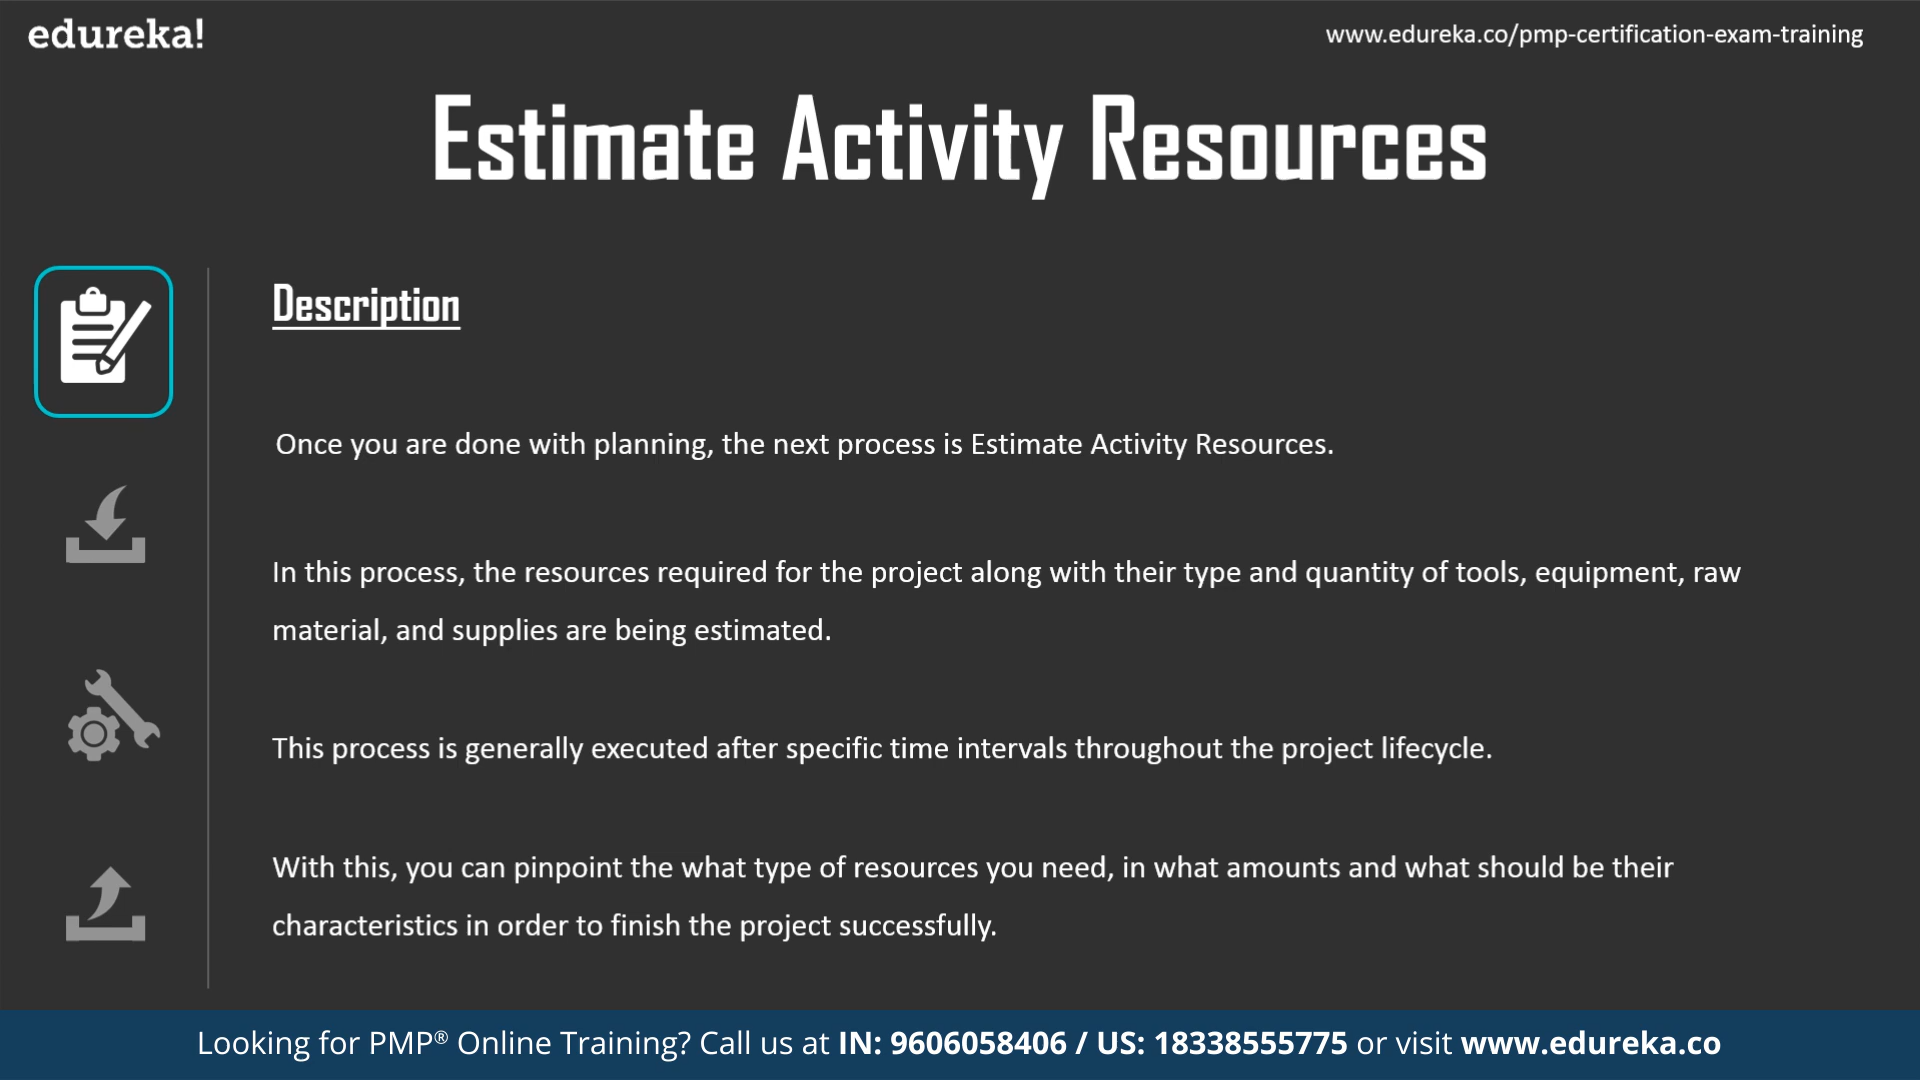 edureka!
www.edureka.co/pmp-certification-exam-training
Estimate Activity Resources
Description
Once you are done with planning, the next process is Estimate Activity Resources.
In this process, the resources required for the project along with their type and quantity of tools, equipment, raw
material, and supplies are being estimated.
This process is generally executed after specific time intervals throughout the project lifecycle.
With this, you can pinpoint the what type of resources you need, in what amounts and what should be their
characteristics in order to finish the project successfully.
Looking for PMP® Online Training? Call us at IN: 9606058406 / US: 18338555775 or visit www.edureka.co